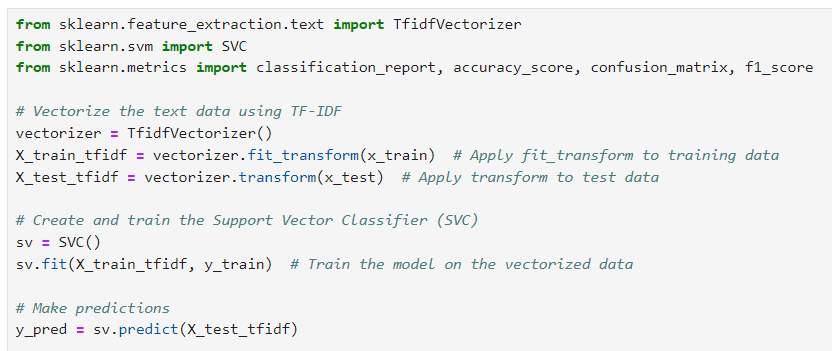 from sklearn.feature_extraction.text import TfidfVectorizer
from sklearn.svm import SVC
from sklearn.metrics import classification_report, accuracy_score, confusion_matrix, f1_score
# Vectorize the text data using TF-IDF
vectorizer = TfidfVectorizer()
X_train_tfidf = vectorizer.fit_transform(x_train)  # Apply fit_transform to training data
X_test_tfidf = vectorizer.transform(x_test)  # Apply transform to test data
# Create and train the Support Vector Classifier (SVC)
sv = SVC()
sv.fit(X_train_tfidf, y_train)  # Train the model on the vectorized data
# Make predictions
y_pred = sv.predict(X_test_tfidf)